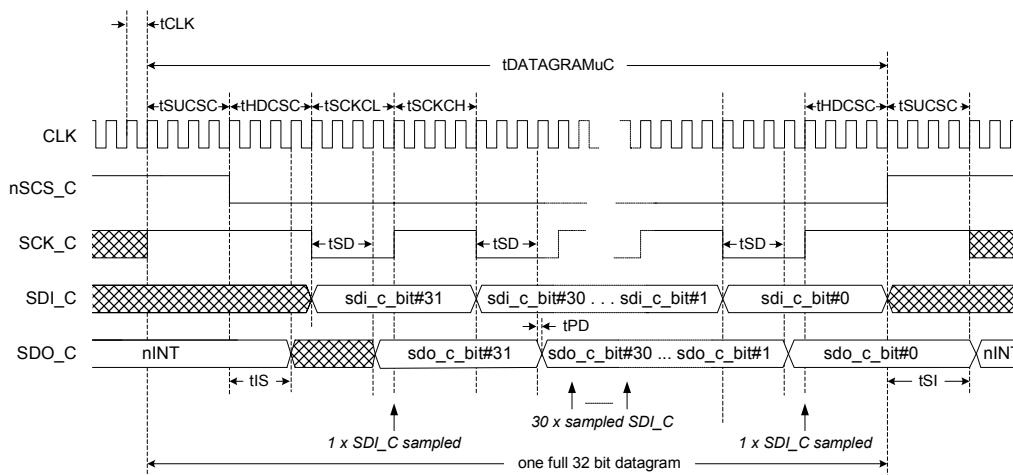 tCLK
tDATAGRAMuC
tSUCSC tHDCSC tSCKCL tSCKCH tHDCSC tSUCSC
CLK
nSCS_C
SCK_C tSD tSD tSD
SDI_C sdi_c_bit#31 sdi_c_bit#30 . . . sdi_c_bit#1 sdi_c_bit#0
tPD
SDO_C nINT sdo_c_bit#31 sdo_c_bit#30 ... sdo_c_bit#1 sdo_c_bit#0 nINT
tIS tSI
30 x sampled SDI_C
1 x SDI_C sampled 1 x SDI_C sampled
one full 32 bit datagram